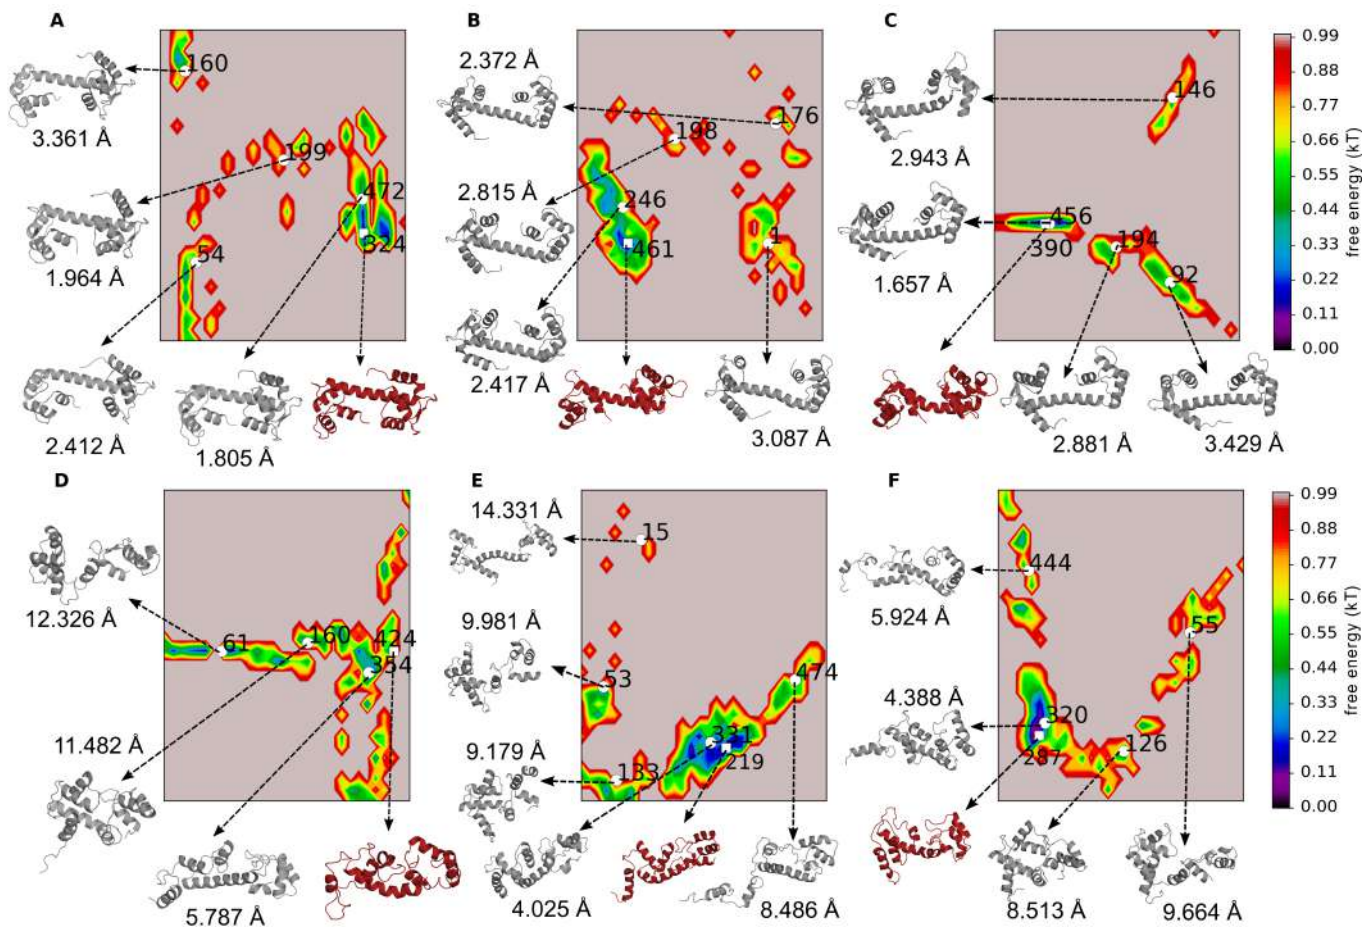 A
B
C
160
3.361 Å
199
472
324
54
1.964 Å
2.412 Å
1.805 Å
2.372 Å
176
198
2.815 Å
246
461
1
2.417 Å
3.087 Å
146
2.943 Å
456
390
194
92
1.657 Å
2.881 Å
3.429 Å
0.99
0.88
0.77
0.66
0.55
0.44
0.33
0.22
0.11
0.00
free energy (kT)
D
E
F
12.326 Å
61
160
424
354
11.482 Å
5.787 Å
14.331 Å
15
9.981 Å
53
474
9.179 Å
331
219
133
4.025 Å
8.486 Å
444
5.924 Å
55
4.388 Å
320
287
126
8.513 Å
9.664 Å
0.99
0.88
0.77
0.66
0.55
0.44
0.33
0.22
0.11
0.00
free energy (kT)